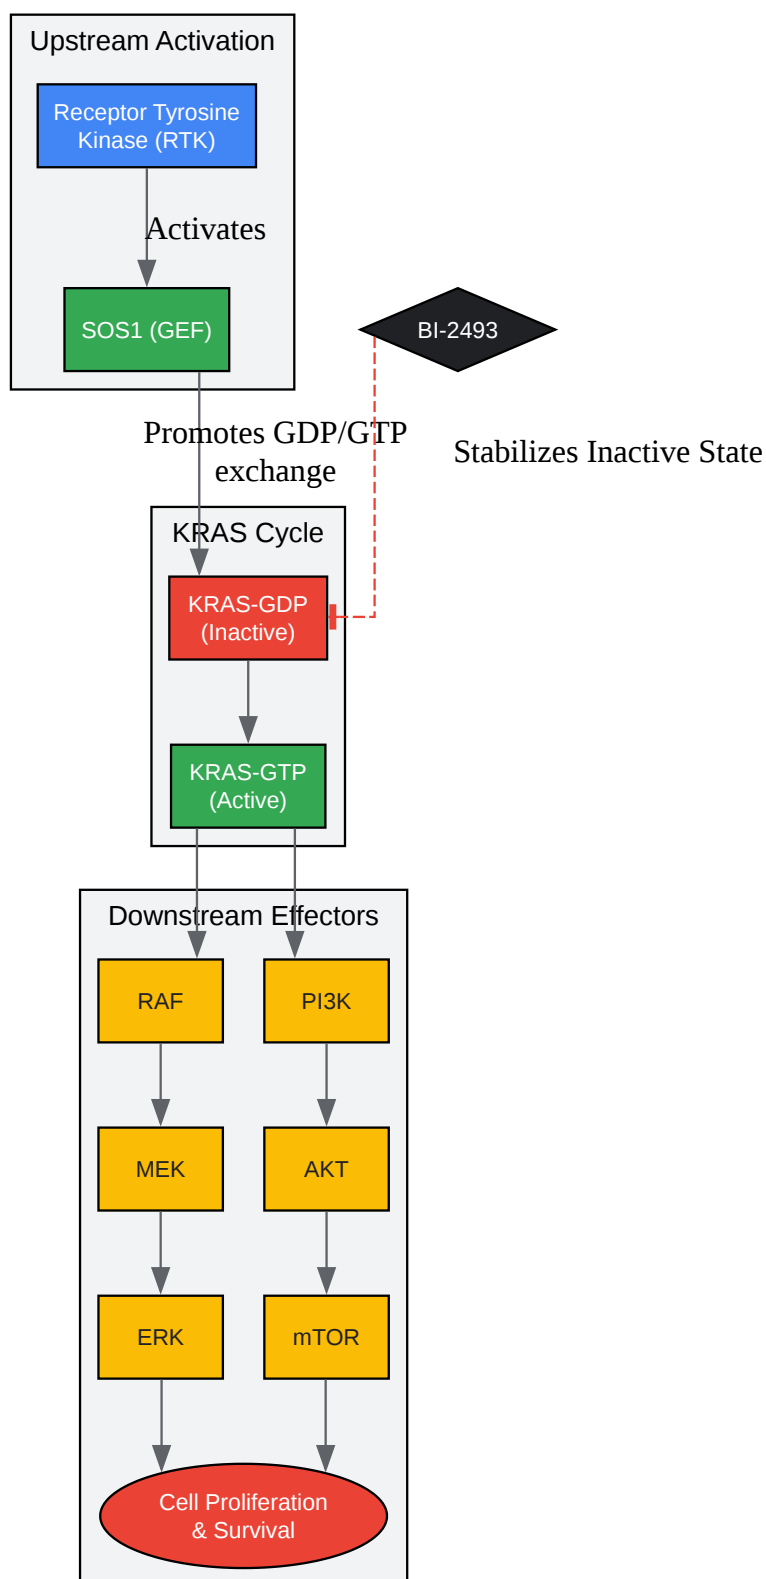 Upstream Activation
Receptor Tyrosine
Kinase (RTK)
Activates
SOS1 (GEF)
BI-2493
Promotes GDP/GTP
exchange
Stabilizes Inactive State
KRAS Cycle
KRAS-GDP
(Inactive)
KRAS-GTP
(Active)
Downstream Effectors
RAF
PI3K
MEK
AKT
ERK
mTOR
Cell Proliferation
& Survival